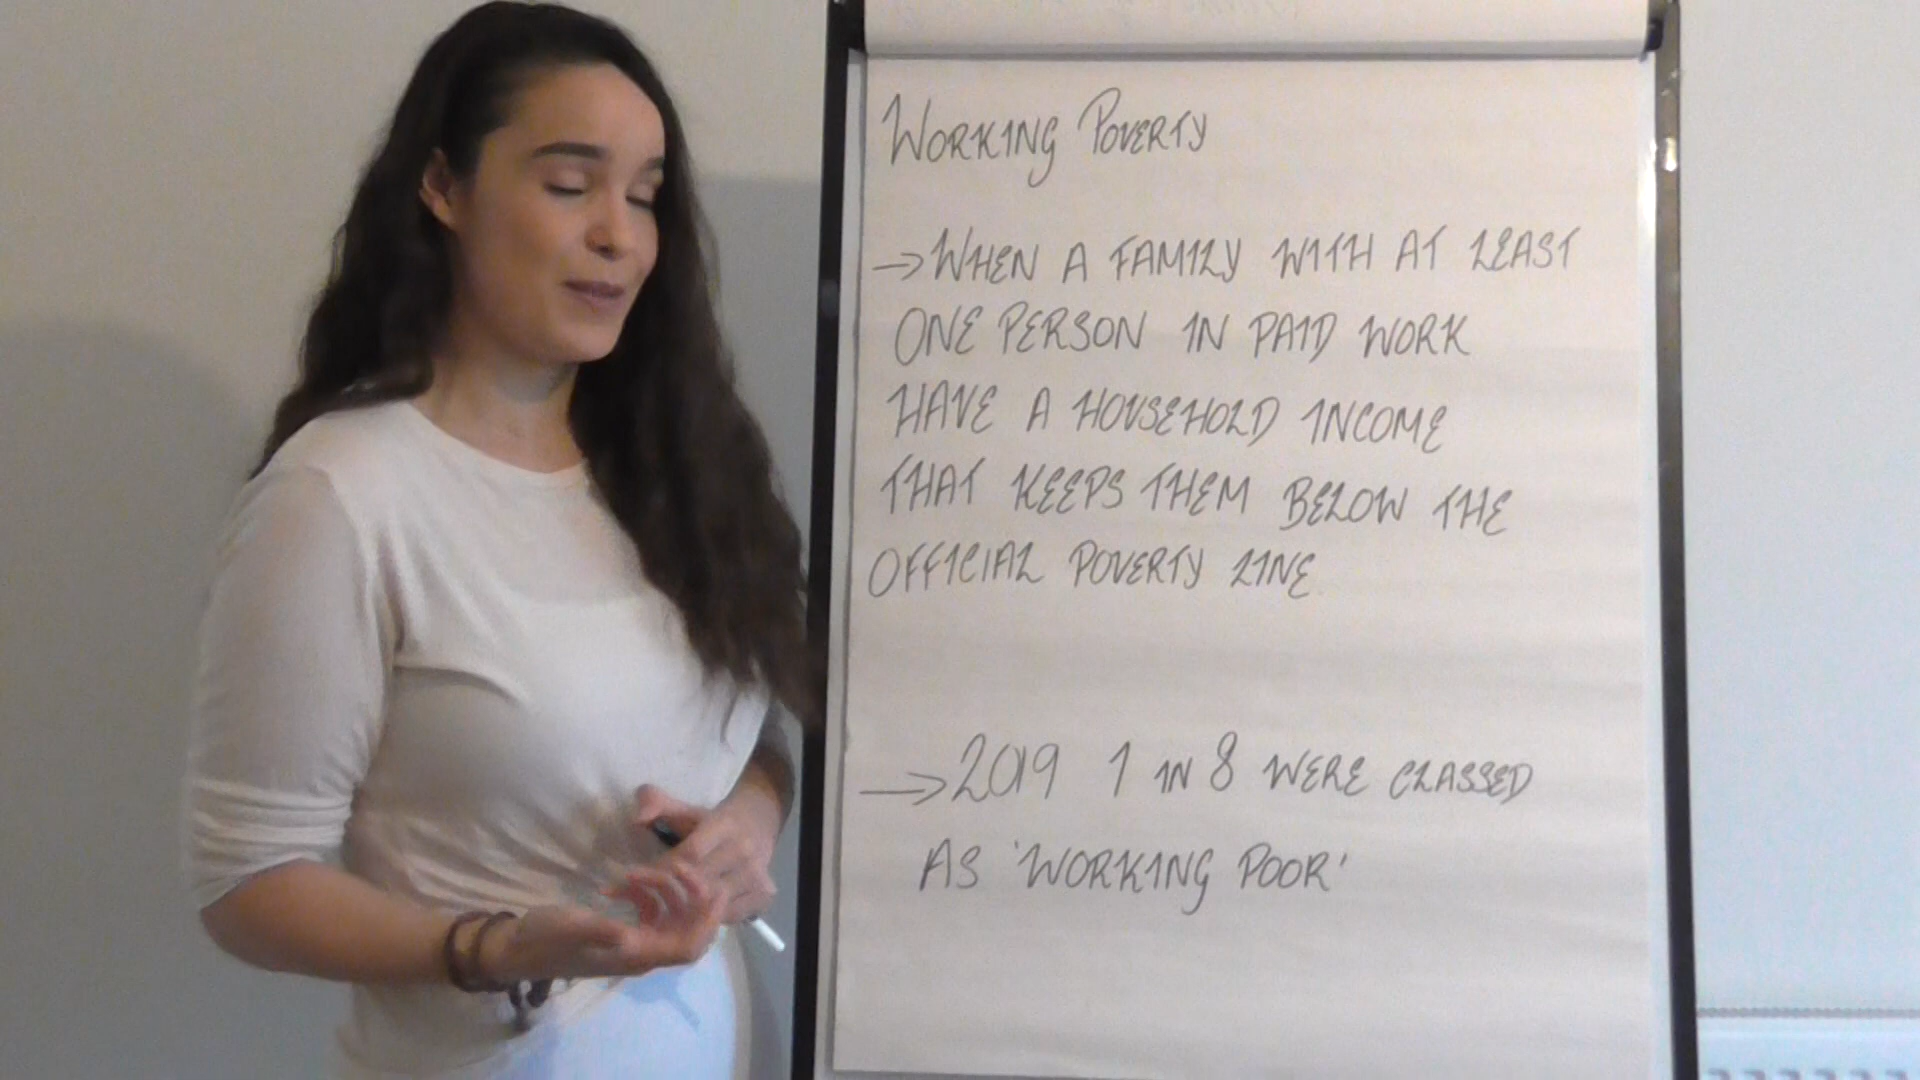 WORKING POVERTY
→WHEN A FAMILY WITH AT LEAST
ONE PERSON IN PAID WORK
HAVE A HOUSEHOLD INCOME
THAT KEEPS THEM BELOW THE
OFFICIAL POVERTY LINE
→2019 1 IN 8 WERE CLASSED
AS 'WORKING POOR'